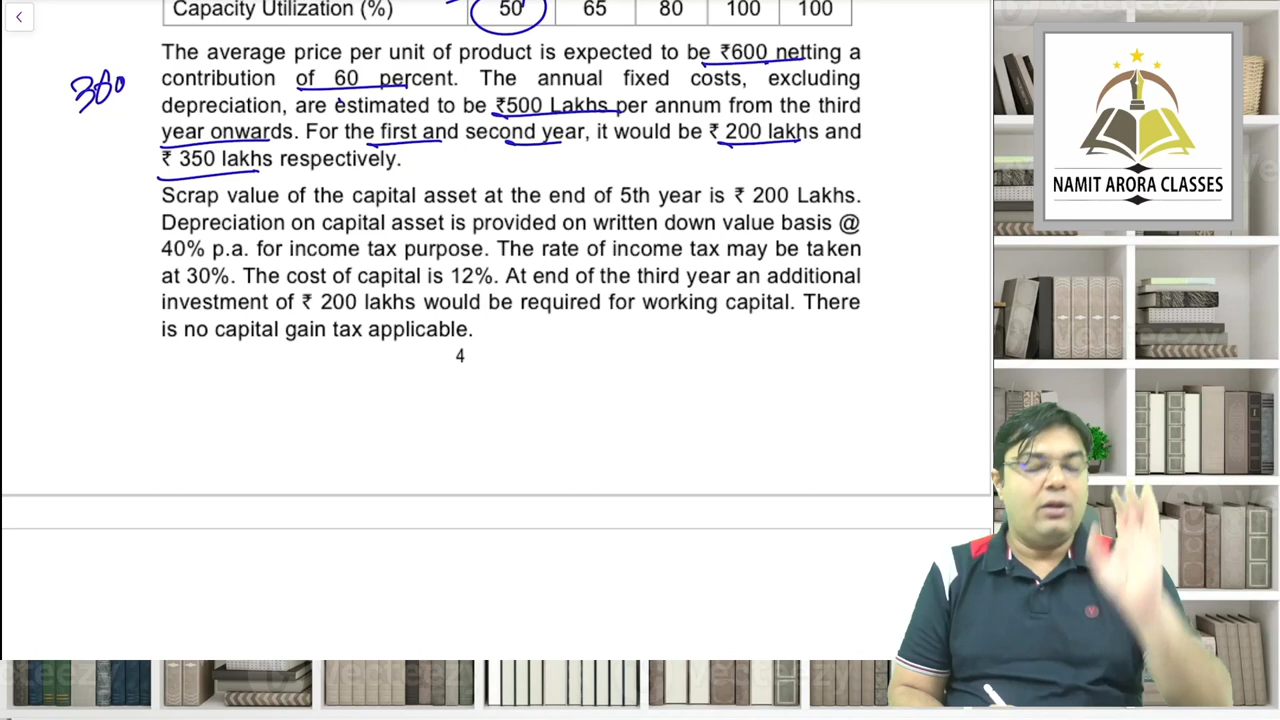 Capacity Utilization (%) 50 65 80 100 100
The average price per unit of product is expected to be ₹600 netting a
contribution of 60 percent. The annual fixed costs, excluding
depreciation, are estimated to be ₹500 Lakhs per annum from the third
year onwards. For the first and second year, it would be ₹ 200 lakhs and
₹ 350 lakhs respectively.
Scrap value of the capital asset at the end of 5th year is ₹ 200 Lakhs.
Depreciation on capital asset is provided on written down value basis @
40% p.a. for income tax purpose. The rate of income tax may be taken
at 30%. The cost of capital is 12%. At end of the third year an additional
investment of ₹ 200 lakhs would be required for working capital. There
is no capital gain tax applicable.
4
NAMIT ARORA CLASSES